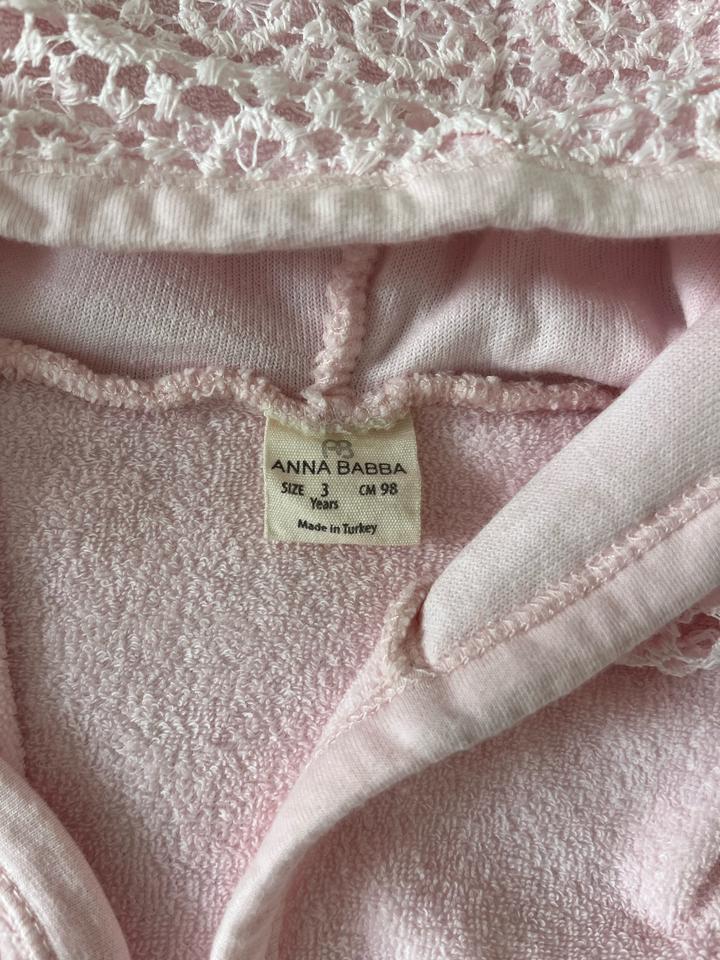 AB
ANNA BABBA
SIZE 3 CM 98
Years
Made in Turkey